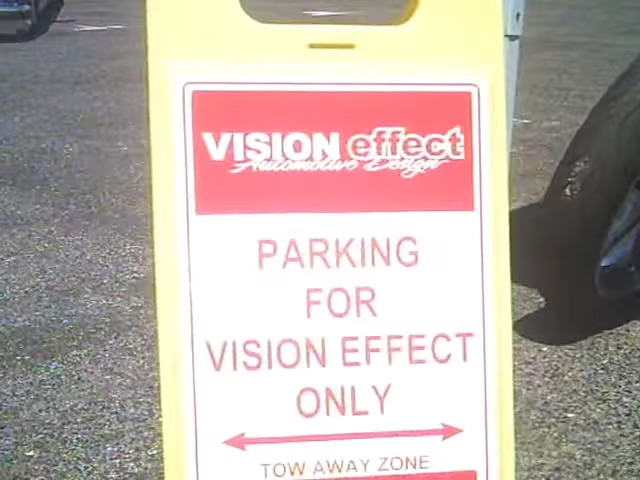 VISION effect
Automotive Design
PARKING
FOR
VISION EFFECT
ONLY
TOW AWAY ZONE